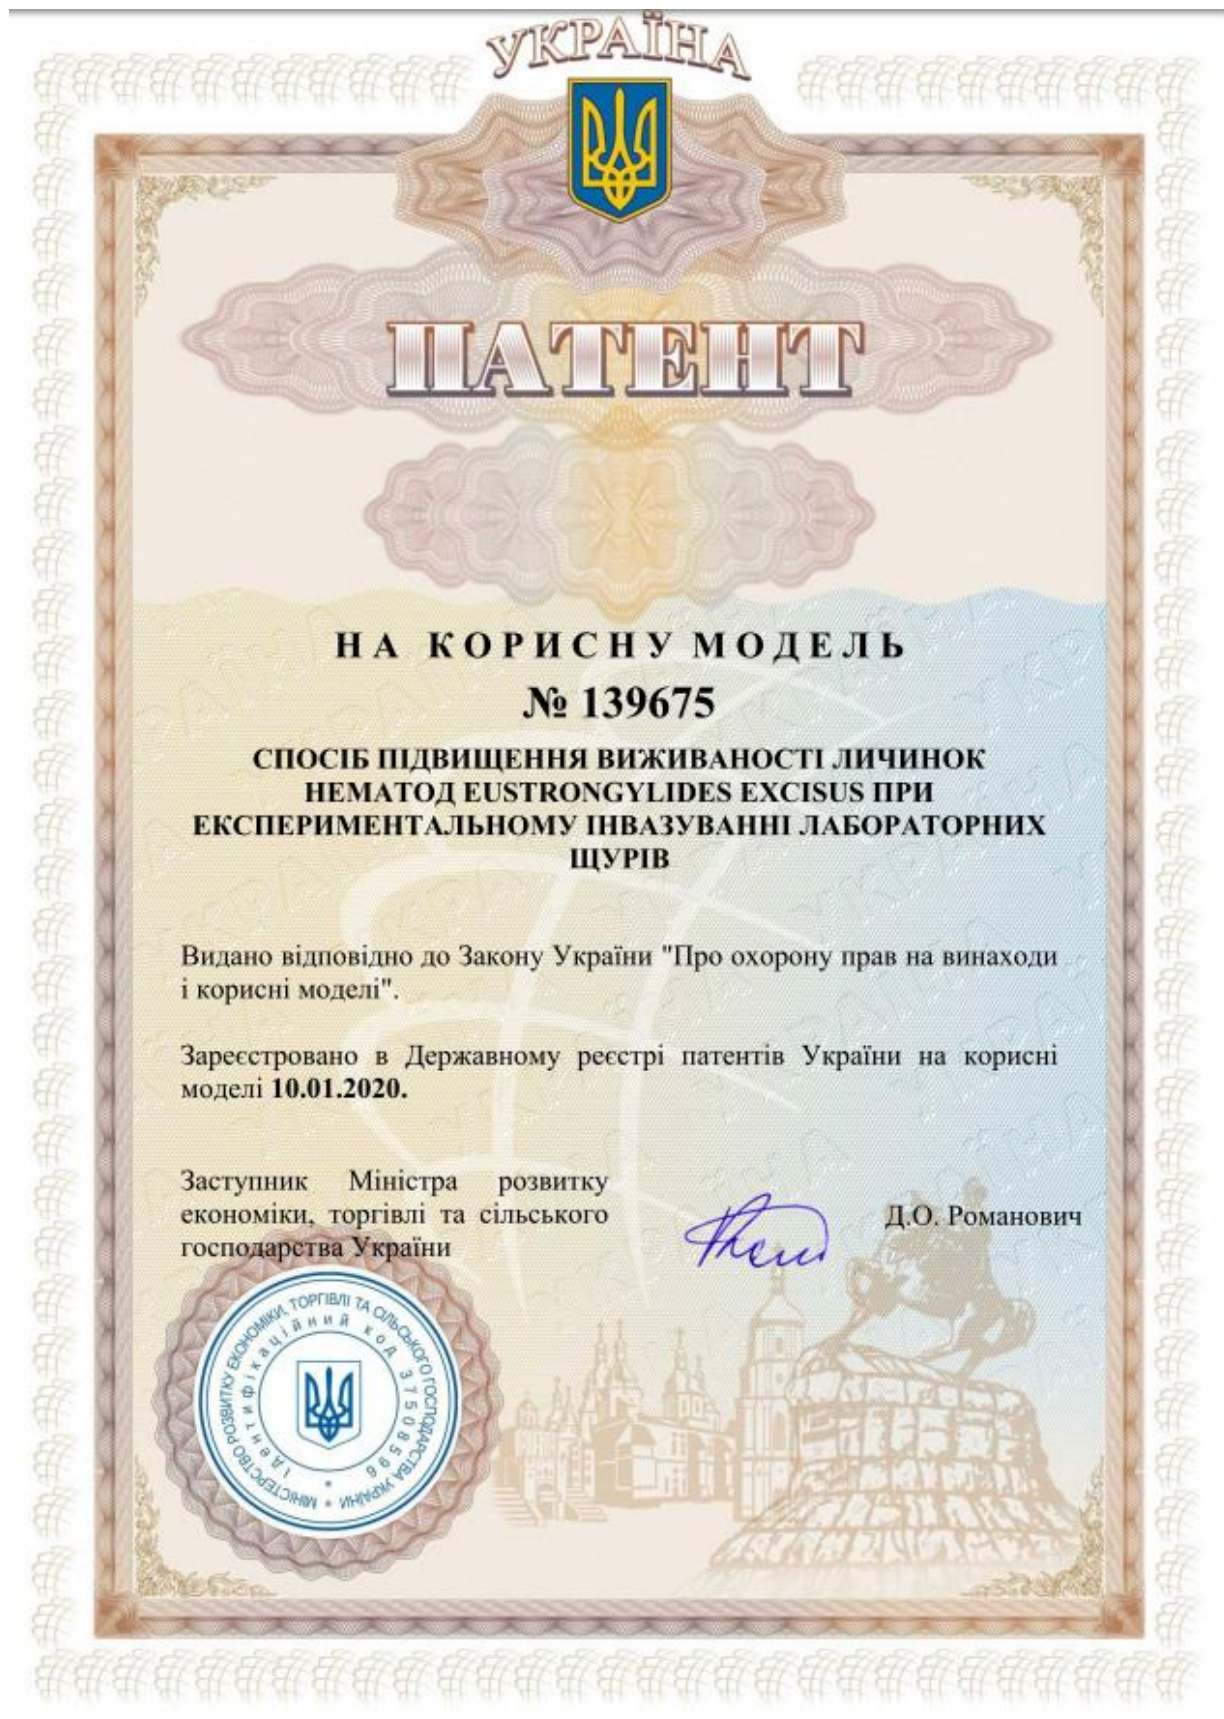 УКРАЇНА
ПАТЕНТ
НА КОРИСНУ МОДЕЛЬ
№ 139675
СПОСІБ ПІДВИЩЕННЯ ВИЖИВАНОСТІ ЛИЧИНОК
НЕМАТОД EUSTRONGYLIDES EXCISUS ПРИ
ЕКСПЕРИМЕНТАЛЬНОМУ ІНВАЗУВАННІ ЛАБОРАТОРНИХ
ЩУРІВ
Видано відповідно до Закону України "Про охорону прав на винаходи
і корисні моделі".
Зареєстровано в Державному реєстрі патентів України на корисні
моделі 10.01.2020.
Заступник Міністра розвитку
економіки, торгівлі та сільського
господарства України
Д.О. Романович
МІНІСТЕРСТВО РОЗВИТКУ ЕКОНОМІКИ, ТОРГІВЛІ ТА СІЛЬСЬКОГО ГОСПОДАРСТВА УКРАЇНИ *
ідентифікаційний код 37508596 *